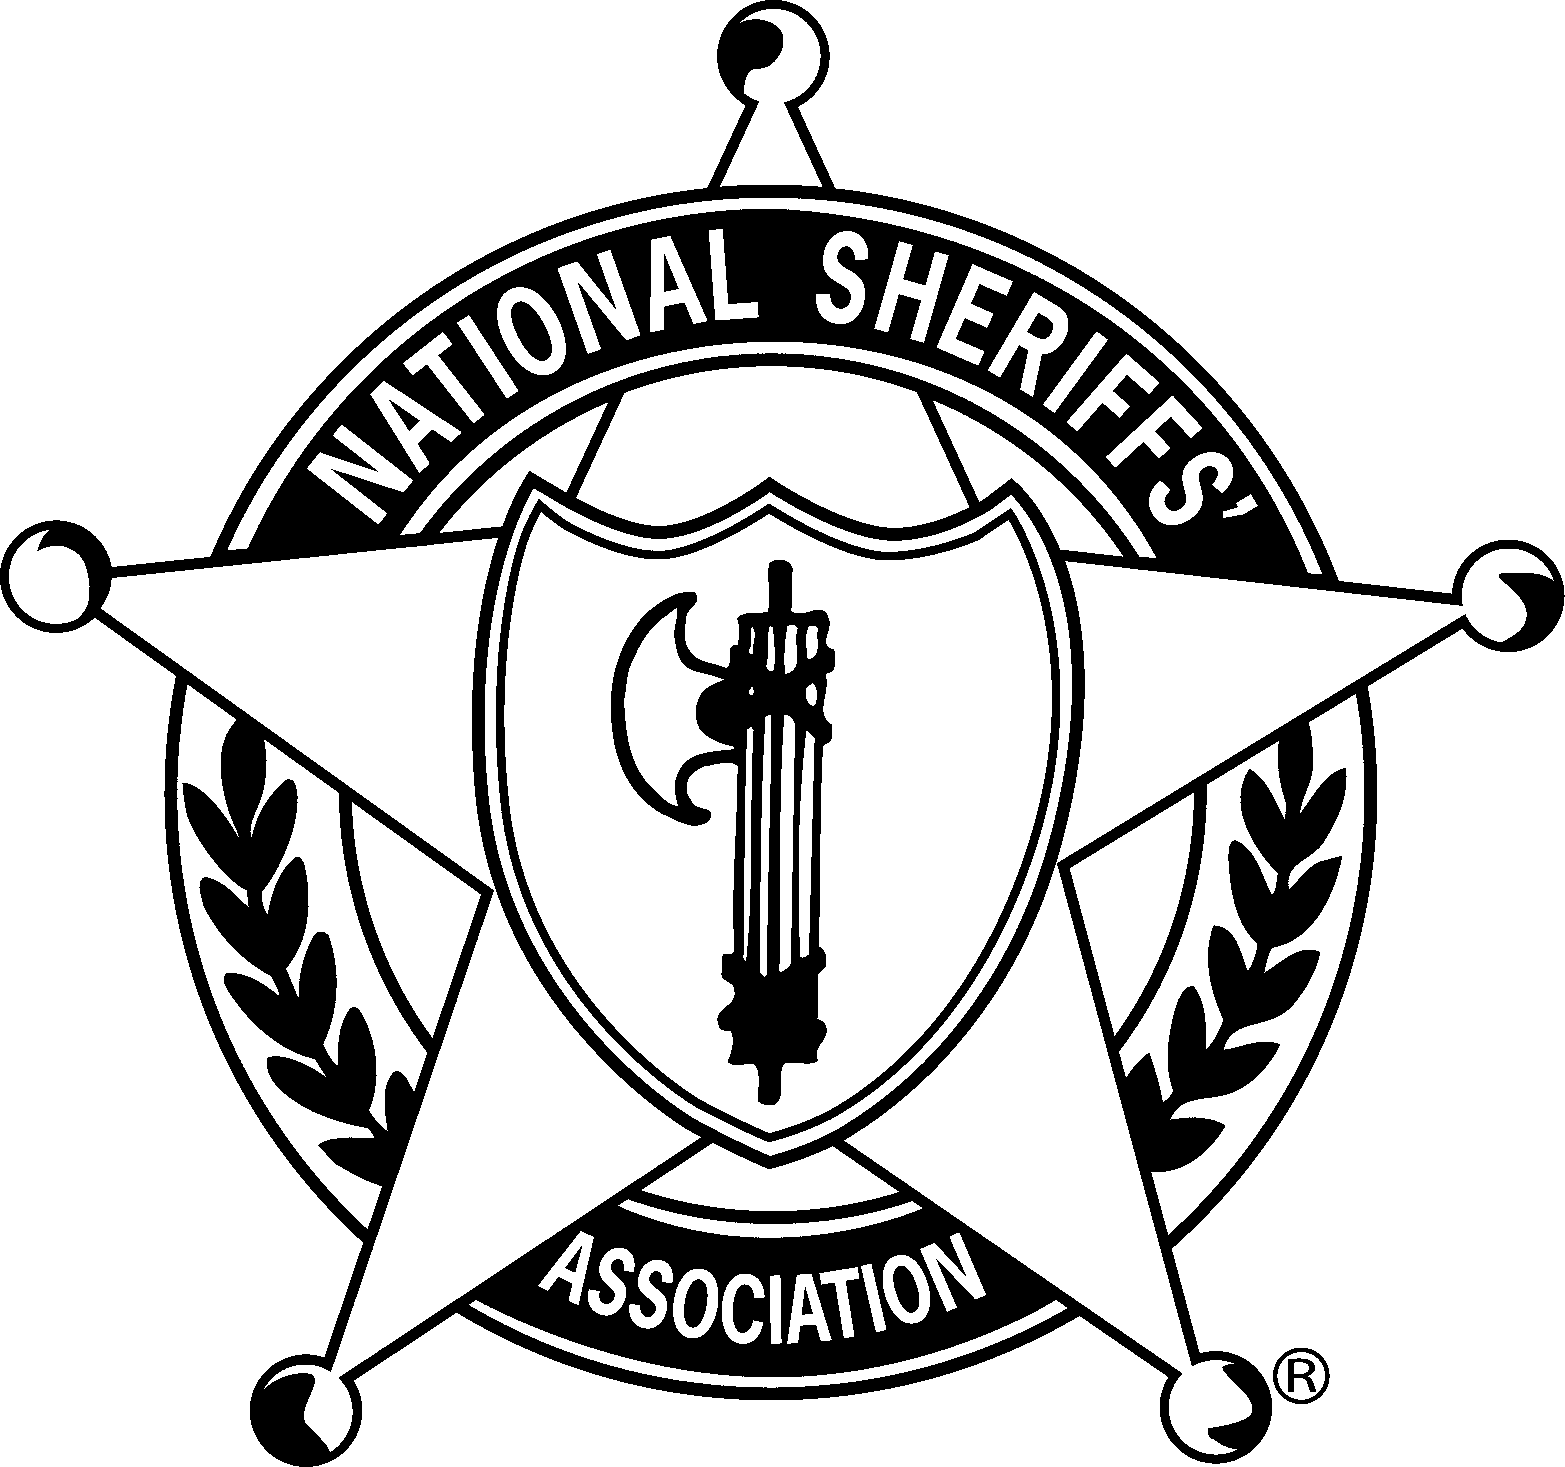 NATIONAL SHERIFFS'
ASSOCIATION
®